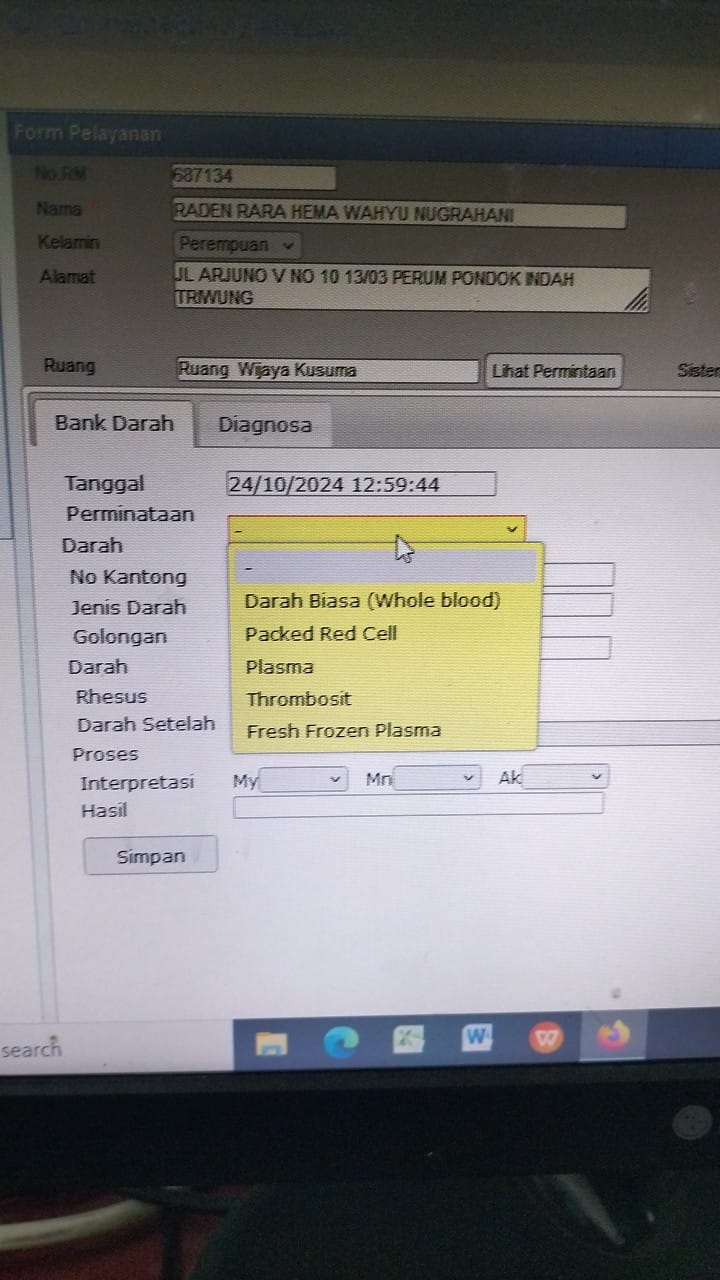 Form Pelayanan
No.RM 687134
Nama RADEN RARA HEMA WAHYU NUGRAHANI
Kelamin Perempuan
Alamat JL ARJUNO V NO 10 13/03 PERUM PONDOK INDAH
TRIWUNG
Ruang Ruang Wijaya Kusuma Lihat Permintaan
Bank Darah Diagnosa
Tanggal 24/10/2024 12:59:44
Perminataan -
Darah
-
No Kantong
Darah Biasa (Whole blood)
Jenis Darah
Packed Red Cell
Golongan
Plasma
Darah
Thrombosit
Rhesus
Fresh Frozen Plasma
Darah Setelah
Proses
Interpretasi My Mn Ak
Hasil
Simpan
search